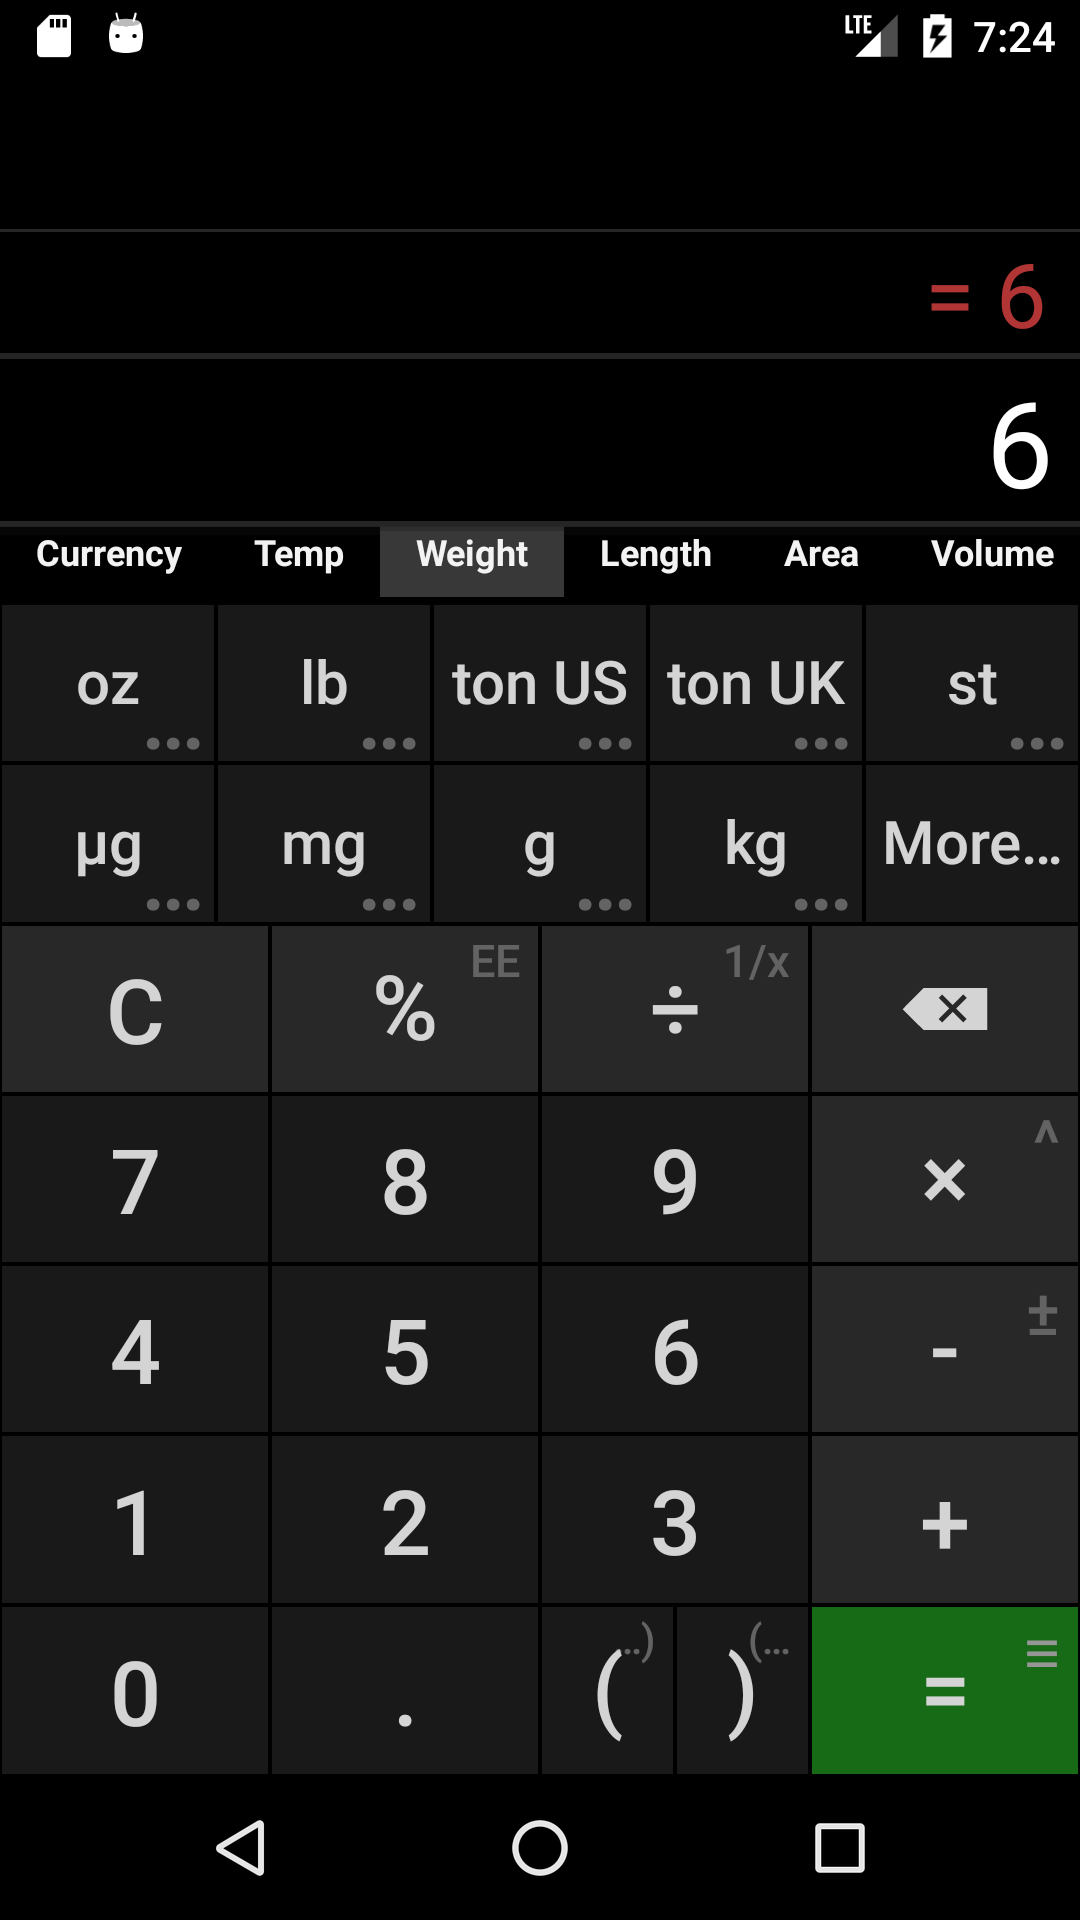 LTE 7:24
= 6
6
Currency Temp Weight Length Area Volume
oz lb ton US ton UK st
µg mg g kg More...
C % EE ÷ 1/x
7 8 9 × ^
4 5 6 - ±
1 2 3 +
0 . ( ..) ) (... =